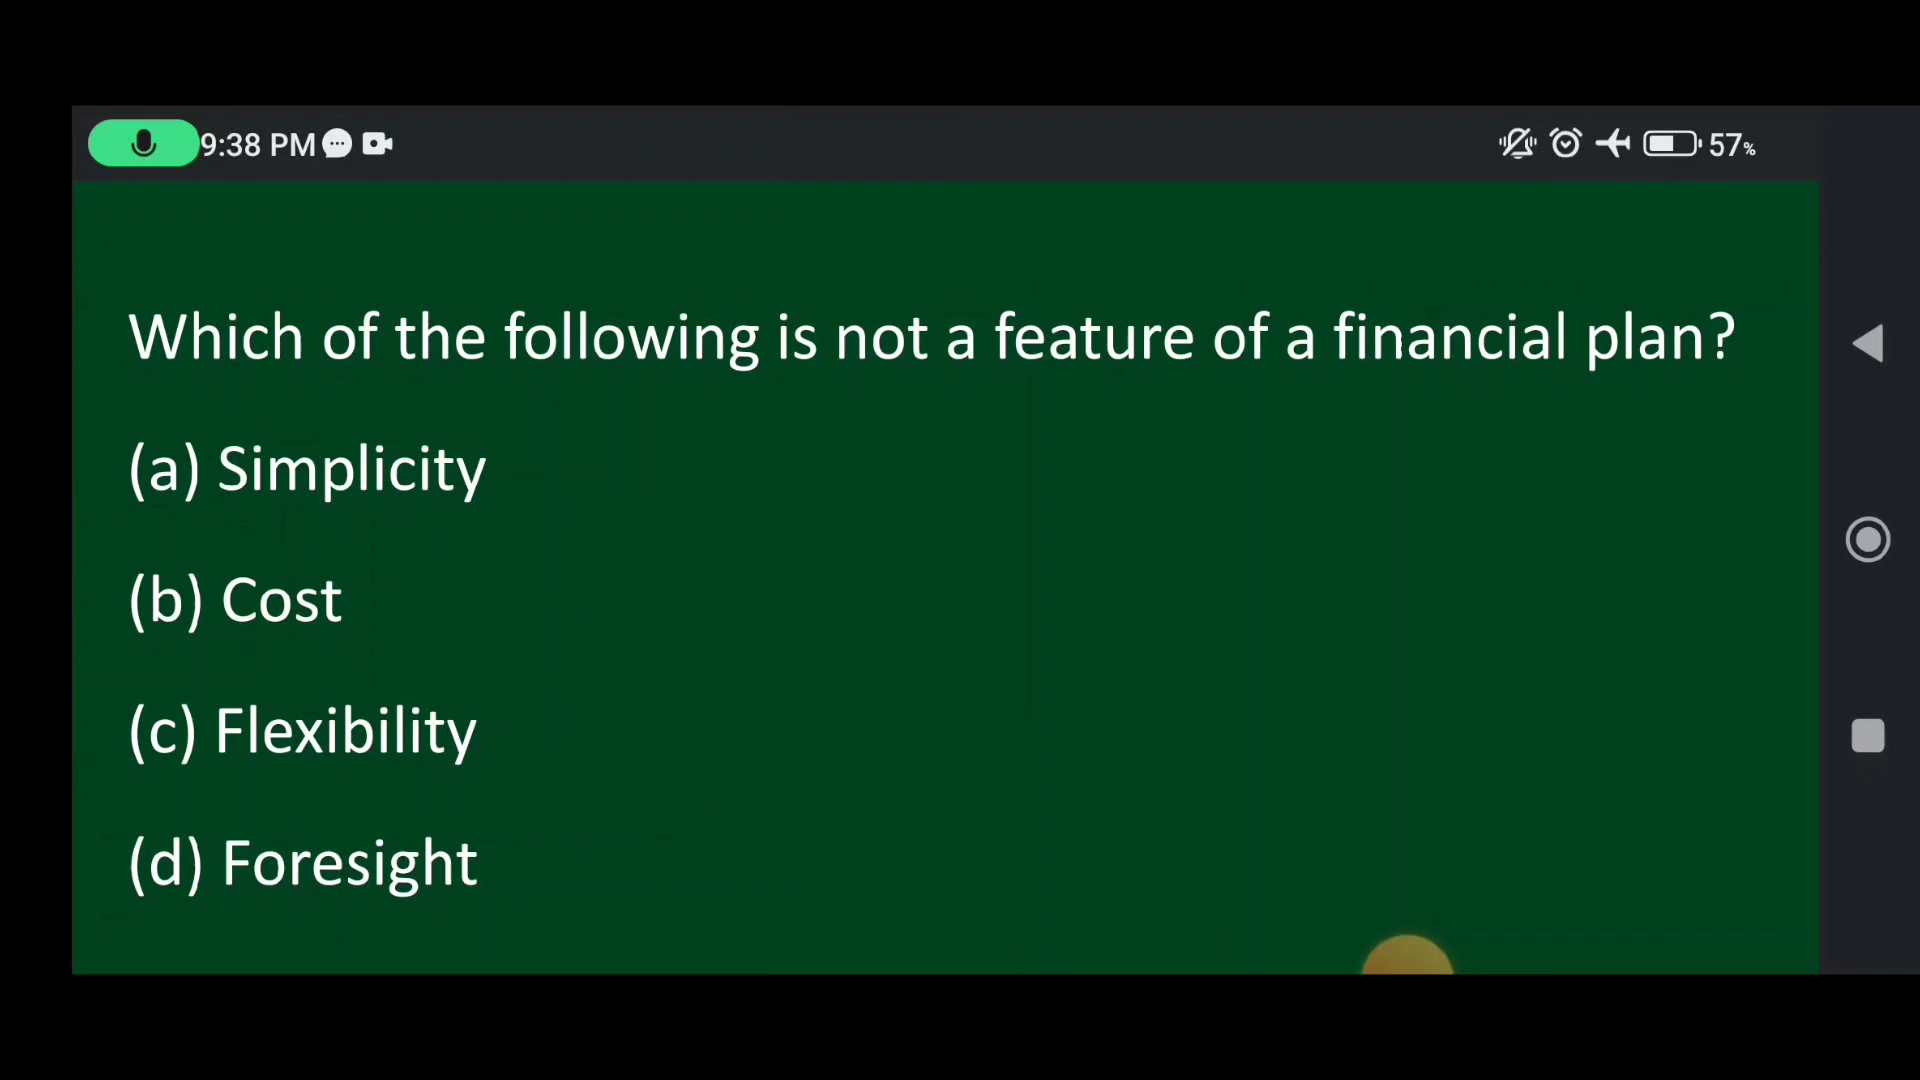 9:38 PM 57%
Which of the following is not a feature of a financial plan?
(a) Simplicity
(b) Cost
(c) Flexibility
(d) Foresight